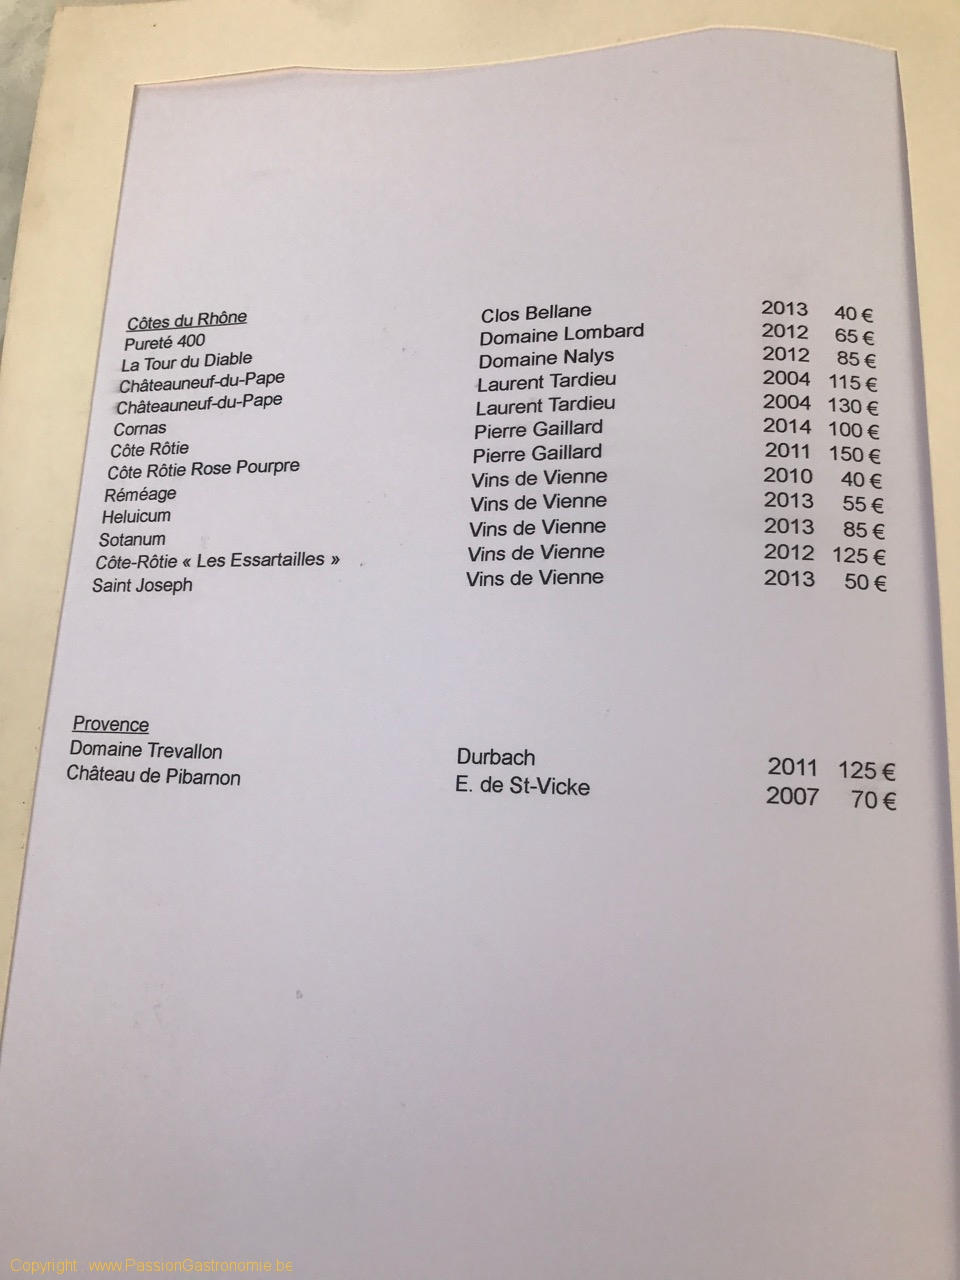 Côtes du Rhône
Pureté 400 Clos Bellane 2013 40 €
La Tour du Diable Domaine Lombard 2012 65 €
Châteauneuf-du-Pape Domaine Nalys 2012 85 €
Châteauneuf-du-Pape Laurent Tardieu 2004 115 €
Cornas Laurent Tardieu 2004 130 €
Côte Rôtie Pierre Gaillard 2014 100 €
Côte Rôtie Rose Pourpre Pierre Gaillard 2011 150 €
Réméage Vins de Vienne 2010 40 €
Heluicum Vins de Vienne 2013 55 €
Sotanum Vins de Vienne 2013 85 €
Côte-Rôtie « Les Essartailles » Vins de Vienne 2012 125 €
Saint Joseph Vins de Vienne 2013 50 €
Provence
Domaine Trevallon Durbach 2011 125 €
Château de Pibarnon E. de St-Vicke 2007 70 €
Copyright : www.PassionGastronomie.be